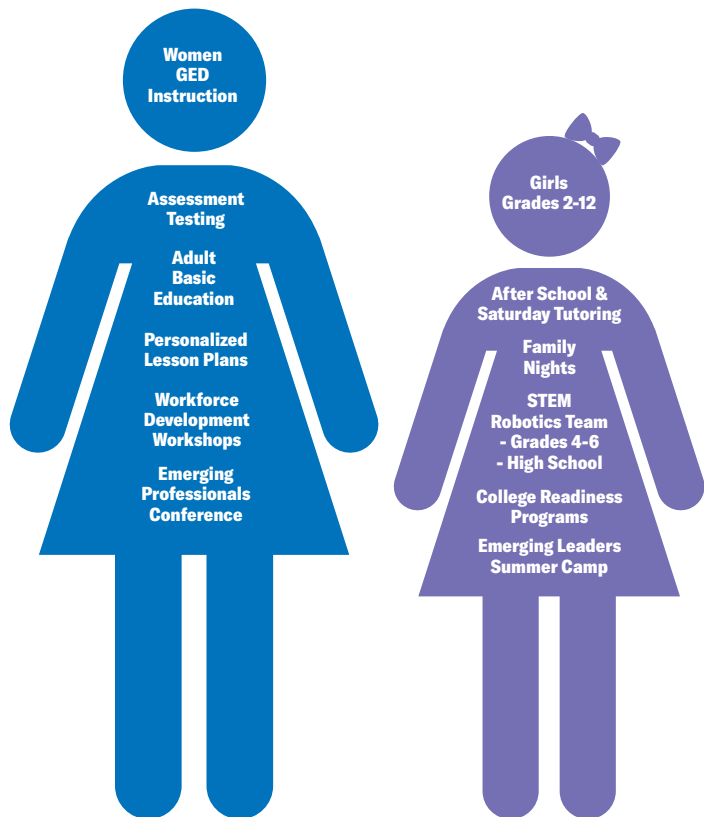 Women
GED
Instruction
Assessment
Testing
Adult
Basic
Education
Personalized
Lesson Plans
Workforce
Development
Workshops
Emerging
Professionals
Conference
Girls
Grades 2-12
After School &
Saturday Tutoring
Family
Nights
STEM
Robotics Team
- Grades 4-6
- High School
College Readiness
Programs
Emerging Leaders
Summer Camp